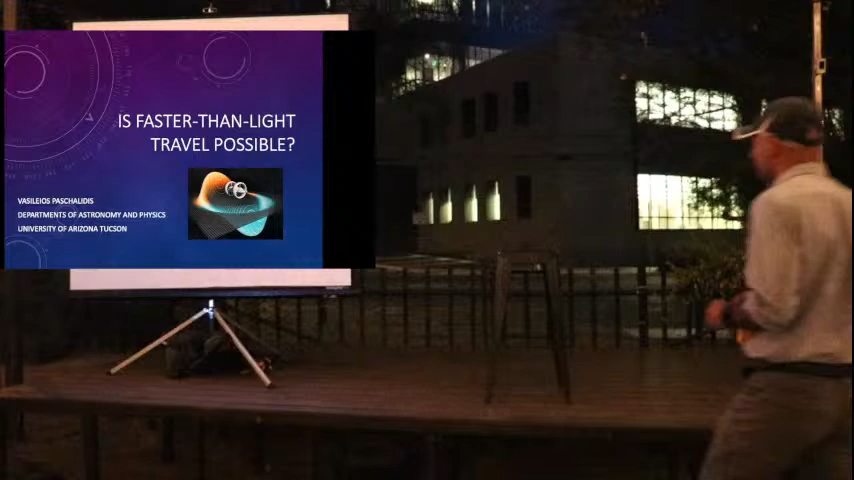 IS FASTER-THAN-LIGHT
TRAVEL POSSIBLE?
VASILEIOS PASCHALIDIS
DEPARTMENTS OF ASTRONOMY AND PHYSICS
UNIVERSITY OF ARIZONA TUCSON